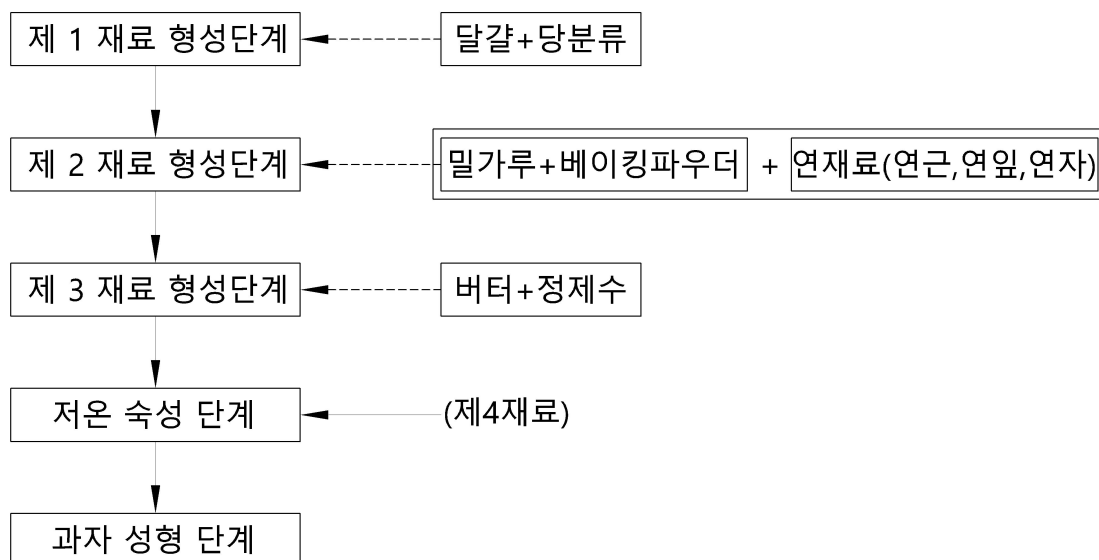 제 1 재료 형성단계
달걀+당분류
제 2 재료 형성단계
밀가루+베이킹파우더 + 연재료(연근,연잎,연자)
제 3 재료 형성단계
버터+정제수
저온 숙성 단계
(제4재료)
과자 성형 단계